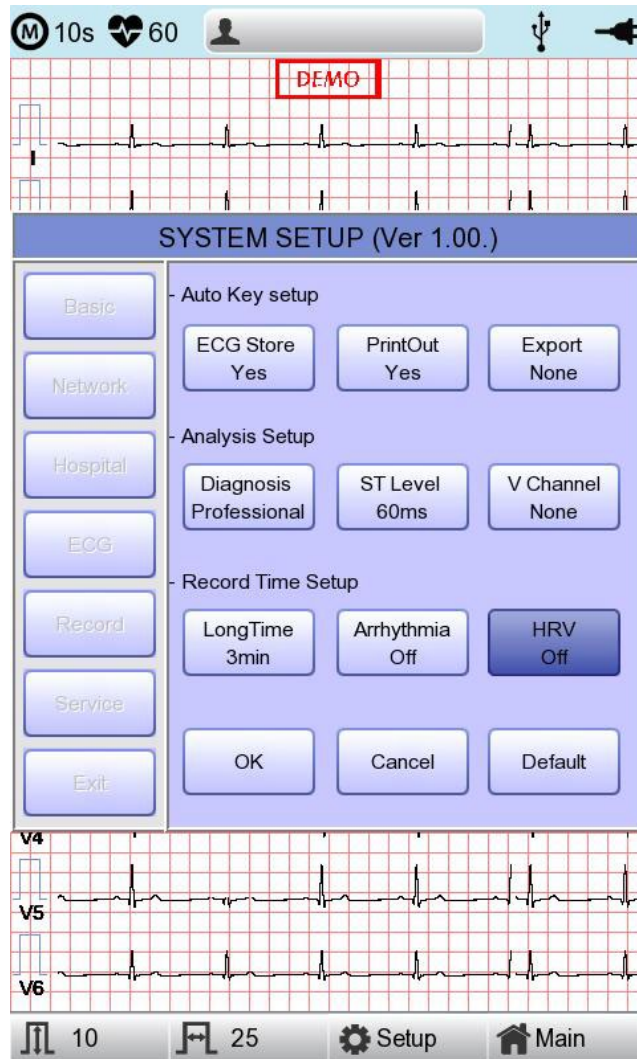 M 10s 60
DEMO
I
SYSTEM SETUP (Ver 1.00.)
Basic
Network
Hospital
ECG
Record
Service
Exit
- Auto Key setup
ECG Store
Yes
PrintOut
Yes
Export
None
- Analysis Setup
Diagnosis
Professional
ST Level
60ms
V Channel
None
- Record Time Setup
LongTime
3min
Arrhythmia
Off
HRV
Off
OK
Cancel
Default
V4
V5
V6
10
25
Setup
Main